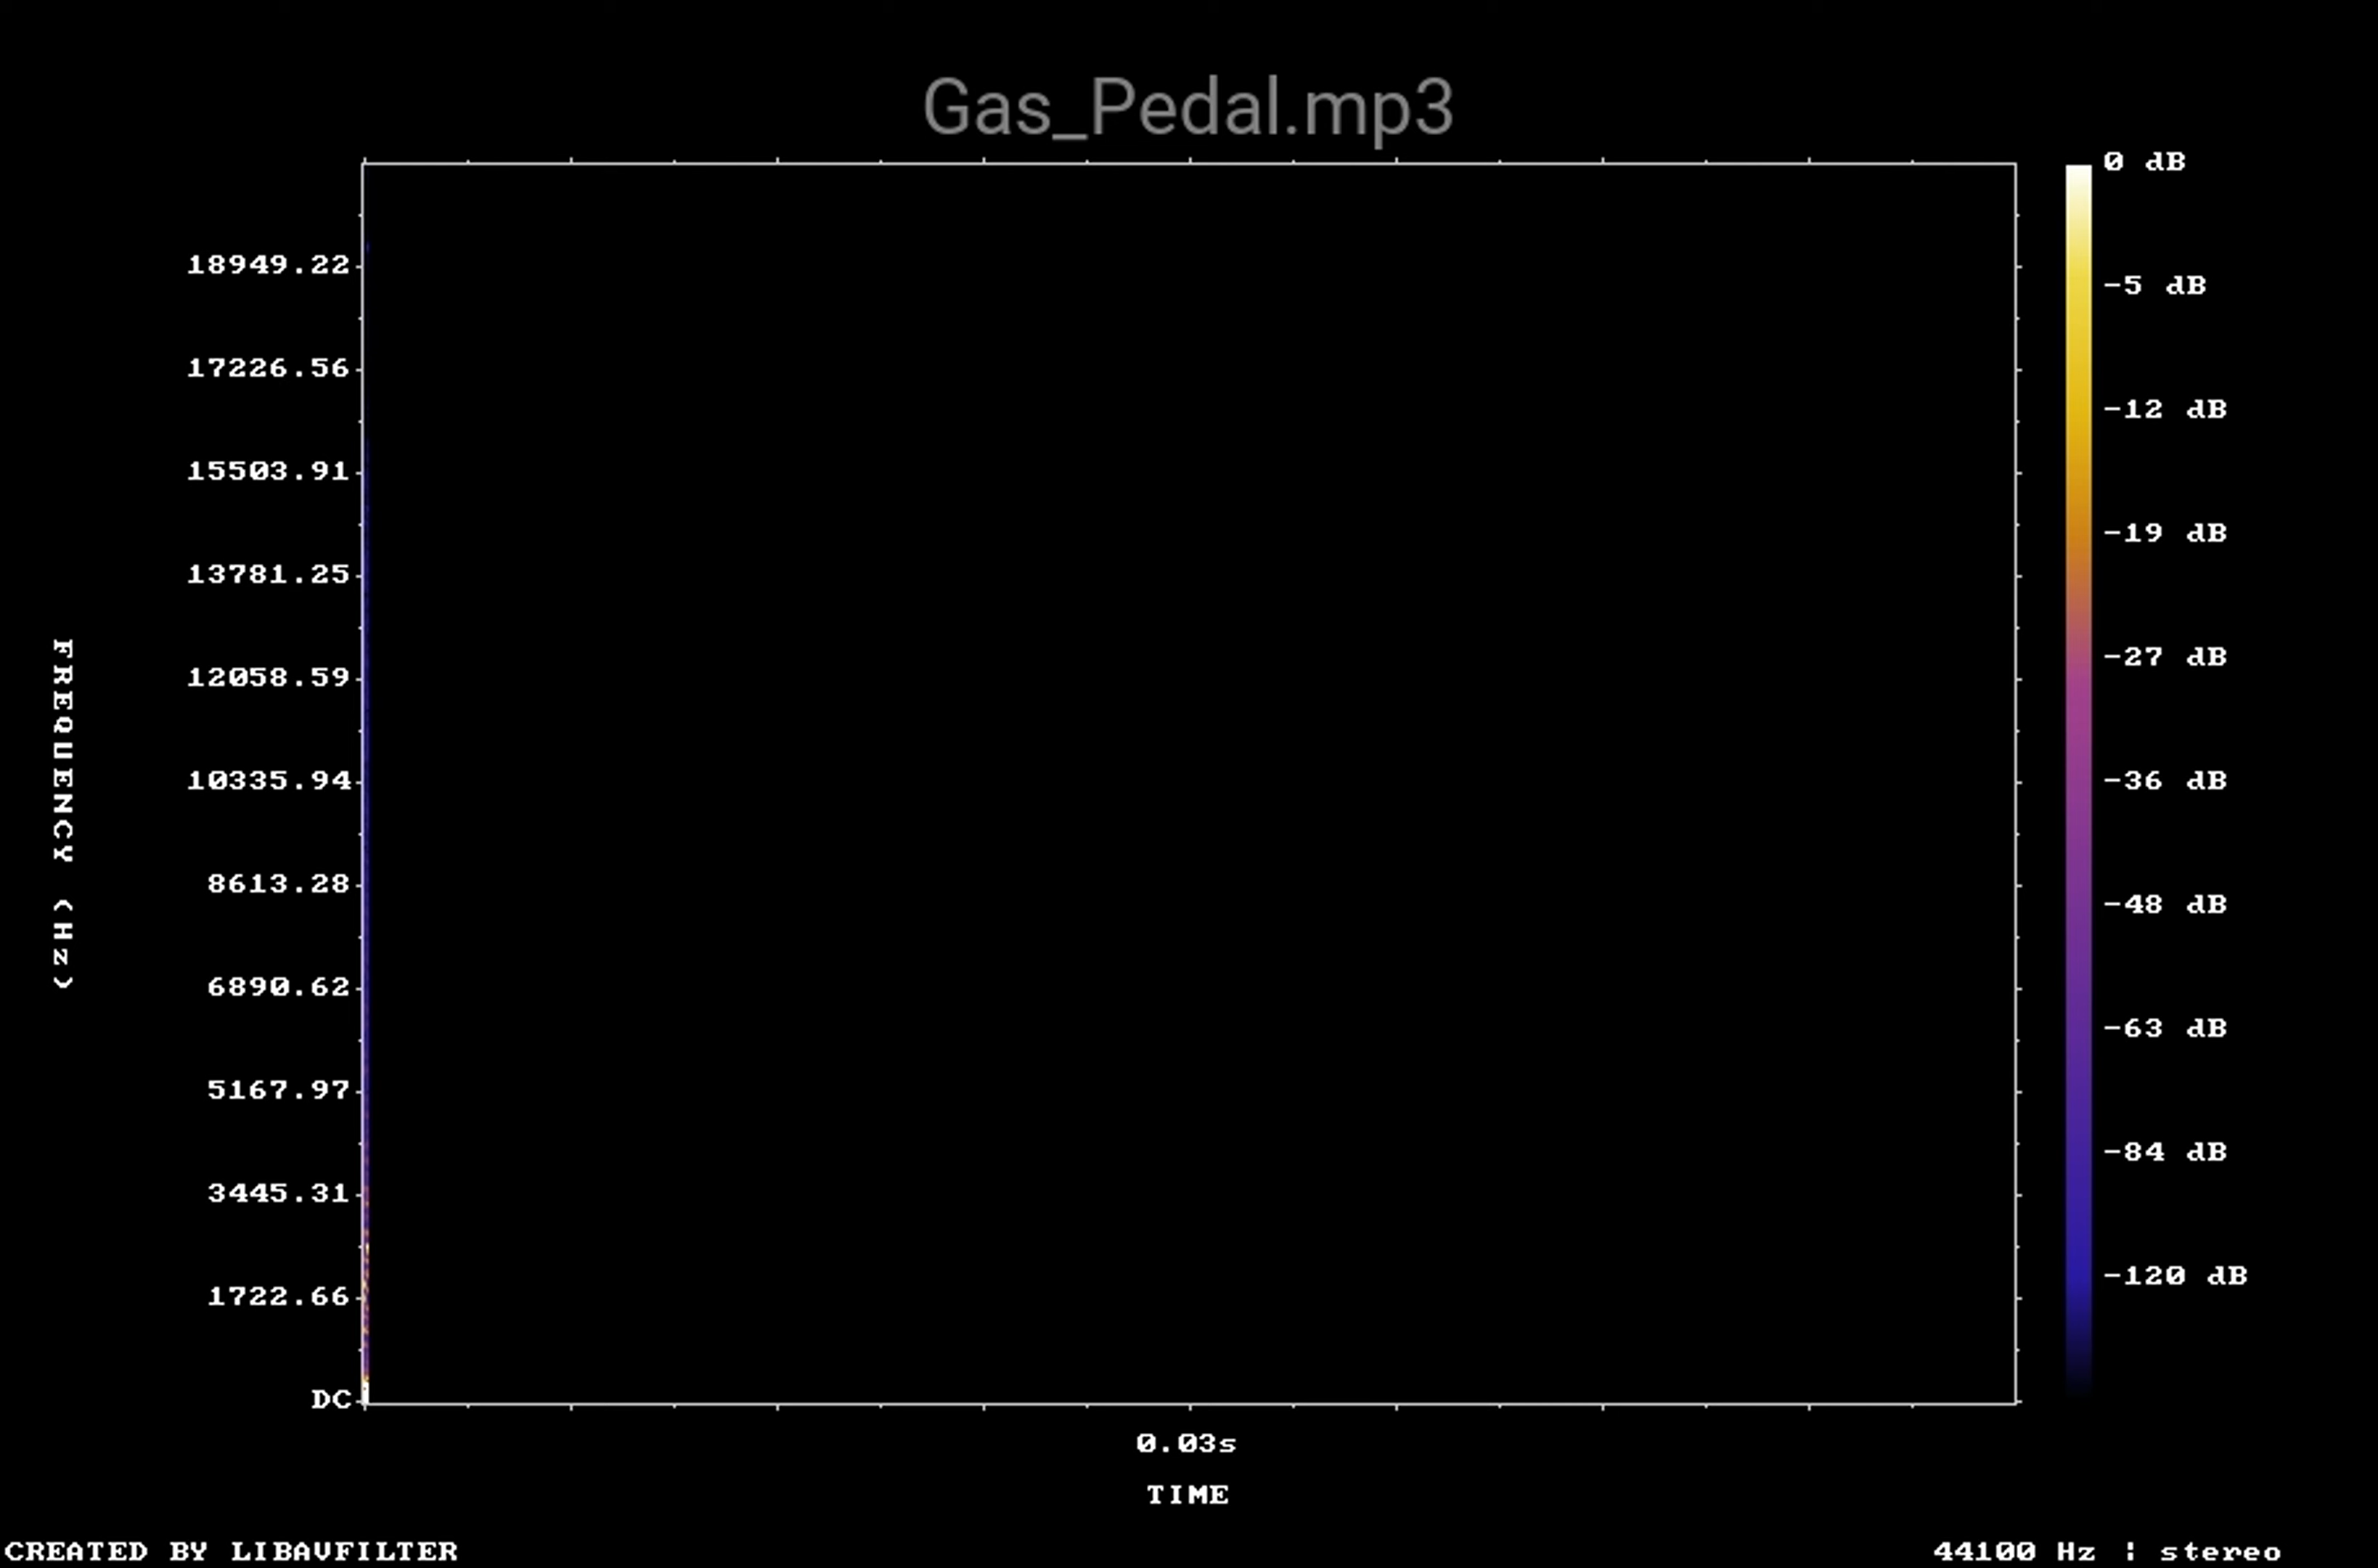 Gas_Pedal.mp3
0 dB
18949.22
-5 dB
17226.56
-12 dB
15503.91
-19 dB
13781.25
12058.59
-27 dB
FREQUENCY (Hz)
10335.94
-36 dB
8613.28
-48 dB
6890.62
-63 dB
5167.97
-84 dB
3445.31
1722.66
-120 dB
DC
0.03s
TIME
CREATED BY LIBAVFILTER
44100 Hz | stereo